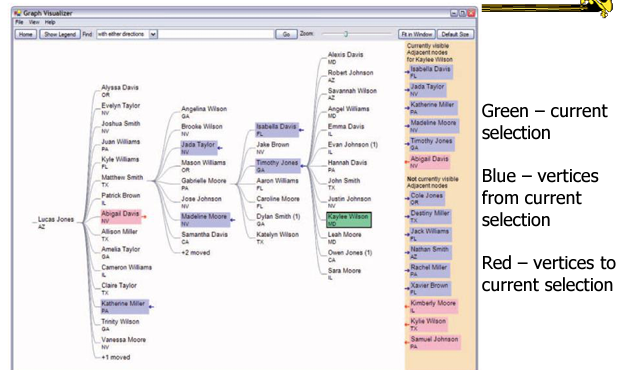 Graph Visualizer
File View Help
Home Show Legend Find: with either directions Go Zoom: Fit in Window Default Size
Lucas Jones
AZ
Alyssa Davis
OR
Evelyn Taylor
NV
Joshua Smith
NV
Juan Williams
PA
Kyle Williams
FL
Matthew Smith
TX
Patrick Brown
IL
Abigail Davis
NV
Allison Miller
TX
Amelia Taylor
GA
Cameron Williams
IL
Claire Taylor
TX
Katherine Miller
PA
Trinity Wilson
GA
Vanessa Moore
NV
+1 moved
Angelina Wilson
GA
Brooke Wilson
NV
Jada Taylor
NV
Mason Williams
OR
Gabrielle Moore
PA
Jose Johnson
NV
Madeline Moore
NV
Samantha Davis
CA
+2 moved
Isabella Davis
FL
Jake Brown
NV
Timothy Jones
GA
Aaron Williams
FL
Caroline Moore
FL
Dylan Smith (1)
GA
Katelyn Wilson
TX
Alexis Davis
MD
Robert Johnson
AZ
Savannah Wilson
AZ
Angel Williams
MD
Emma Davis
IL
Evan Johnson (1)
FL
Hannah Davis
PA
John Smith
TX
Justin Johnson
NV
Kaylee Wilson
MD
Leah Moore
MD
Owen Jones (1)
CA
Sara Moore
IL
Currently visible
Adjacent nodes
for Kaylee Wilson
Isabella Davis
FL
Jada Taylor
NV
Katherine Miller
PA
Madeline Moore
NV
Timothy Jones
GA
Abigail Davis
NV
Not currently visible
Adjacent nodes
Cole Jones
OR
Destiny Miller
TX
Jack Williams
FL
Nathan Smith
AZ
Rachel Miller
PA
Xavier Brown
FL
Kimberly Moore
IL
Kylie Wilson
TX
Samuel Johnson
PA
Green – current
selection
Blue – vertices
from current
selection
Red – vertices to
current selection